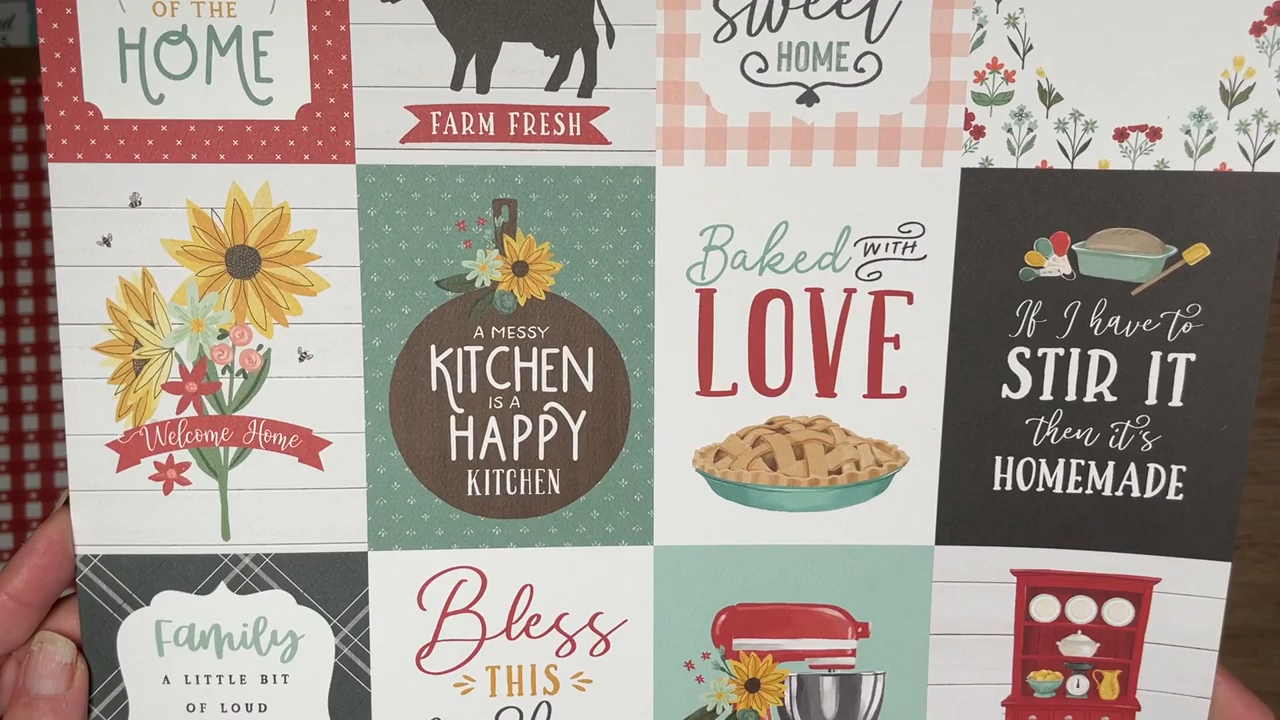 OF THE
HOME
FARM FRESH
sweet
HOME
Welcome Home
A MESSY
KITCHEN
IS A
HAPPY
KITCHEN
Baked WITH
LOVE
If I have to
STIR IT
then it's
HOMEMADE
Family
A LITTLE BIT
OF LOUD
Bless
THIS